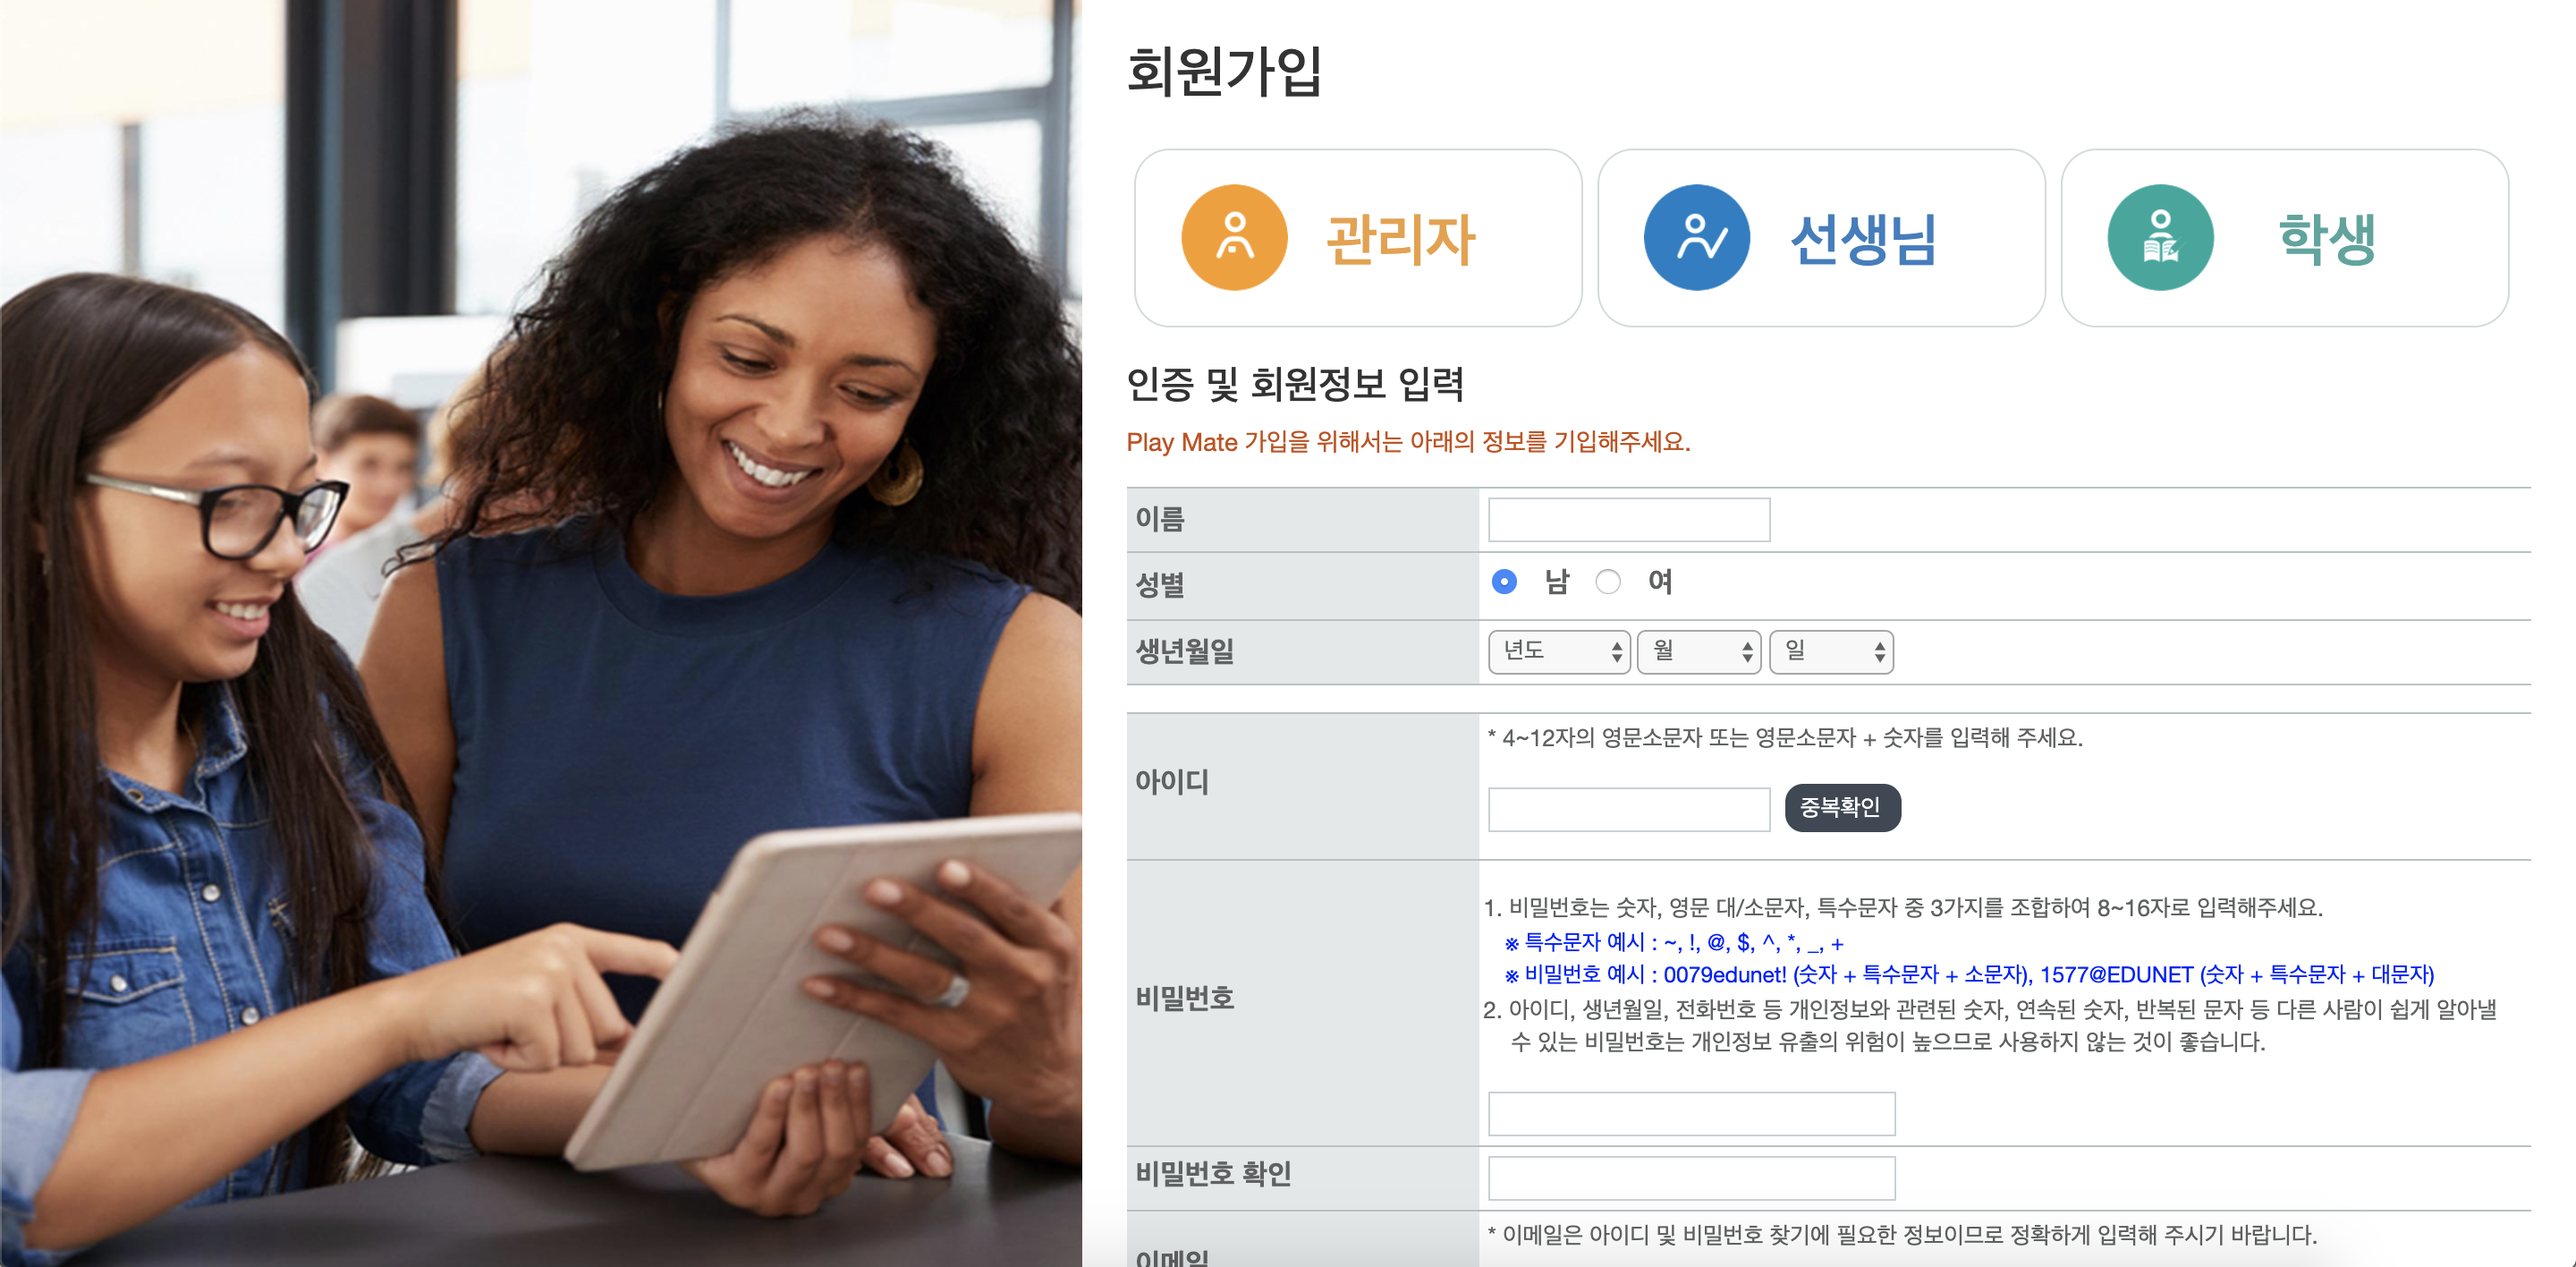 회원가입
관리자
선생님
학생
인증 및 회원정보 입력
Play Mate 가입을 위해서는 아래의 정보를 기입해주세요.
이름
성별
남 여
생년월일
년도 월 일
아이디
* 4~12자의 영문소문자 또는 영문소문자 + 숫자를 입력해 주세요.
중복확인
비밀번호
1. 비밀번호는 숫자, 영문 대/소문자, 특수문자 중 3가지를 조합하여 8~16자로 입력해주세요.
※ 특수문자 예시 : ~, !, @, $, ^, *, _, +
※ 비밀번호 예시 : 0079edunet! (숫자 + 특수문자 + 소문자), 1577@EDUNET (숫자 + 특수문자 + 대문자)
2. 아이디, 생년월일, 전화번호 등 개인정보와 관련된 숫자, 연속된 숫자, 반복된 문자 등 다른 사람이 쉽게 알아낼
수 있는 비밀번호는 개인정보 유출의 위험이 높으므로 사용하지 않는 것이 좋습니다.
비밀번호 확인
이메일
* 이메일은 아이디 및 비밀번호 찾기에 필요한 정보이므로 정확하게 입력해 주시기 바랍니다.